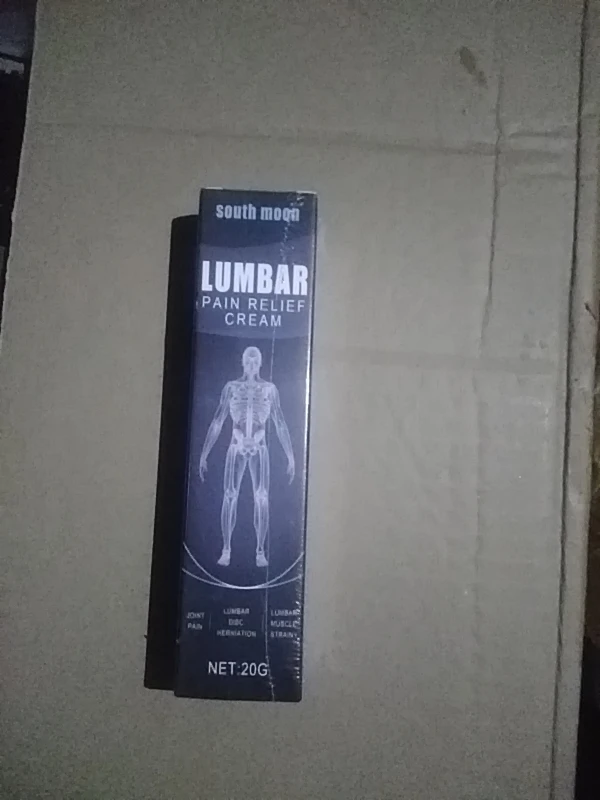 south moon
LUMBAR
PAIN RELIEF
CREAM
JOINT
PAIN
LUMBAR
DISC
HERNIATION
LUMBAR
MUSCLE
STRAIN
NET:20G